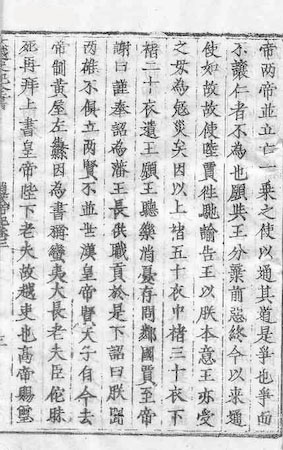 帝两帝並立亡一乘之使以通其道是爭也爭而
不讓仁者不為也願與王分棄前惡終今以來通
使如故故使陸賈徃馳諭告王以朕本意王亦受
之毋為冦災矣因以上褚五十衣中褚三十衣下
褚二十衣遺王願王聽樂消憂存問鄰國賈至帝
謝曰謹奉詔為藩王長供職貢於是下詔曰朕聞
两雄不俱立两賢不並世漢皇帝賢天子自今去
帝制黃屋左纛因為書稱蠻夷大長老夫臣佗昧
死再拜上書皇帝陛下老夫故越吏也高帝賜璽